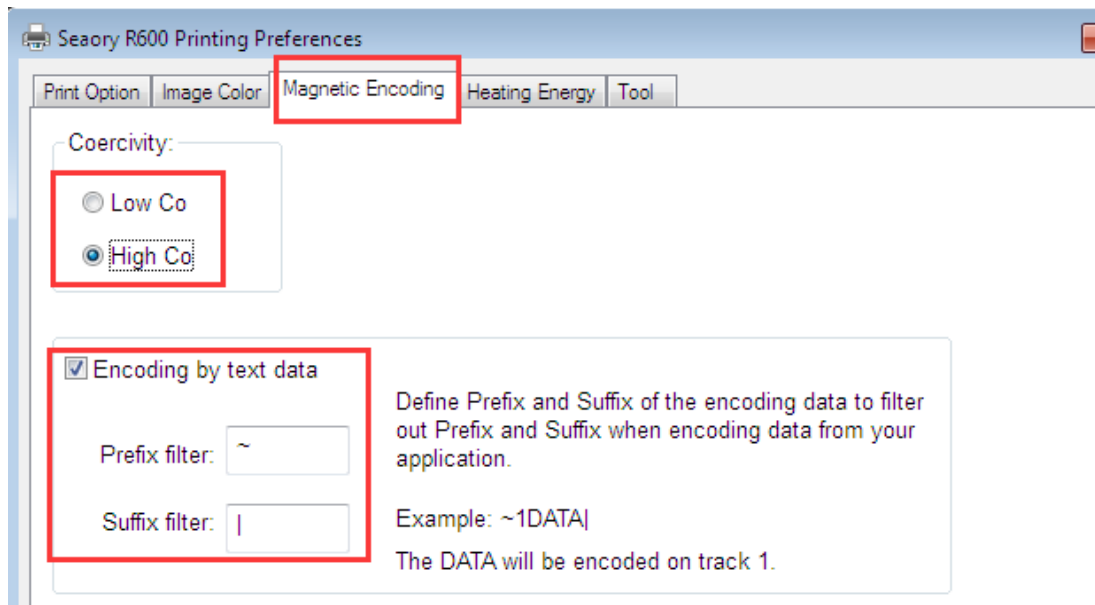 Seaory R600 Printing Preferences
Print Option Image Color Magnetic Encoding Heating Energy Tool
Coercivity:
Low Co
High Co
Encoding by text data
Define Prefix and Suffix of the encoding data to filter
out Prefix and Suffix when encoding data from your
application.
Prefix filter: ~
Suffix filter: |
Example: ~1DATA|
The DATA will be encoded on track 1.